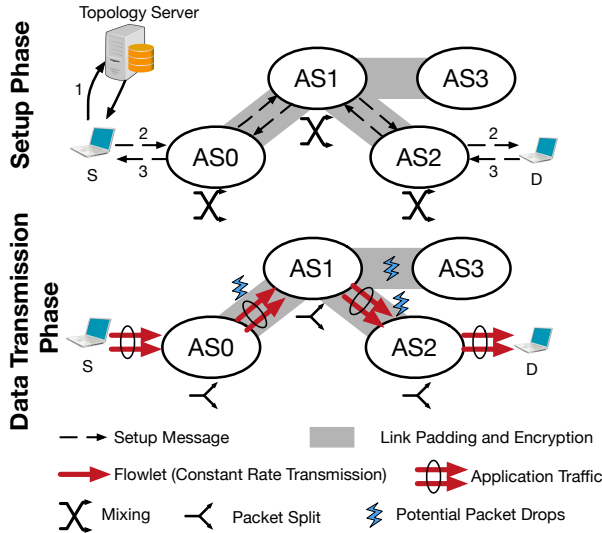 Topology Server
Setup Phase
1
AS1
AS3
2
3
S
AS0
AS2
2
3
D
Data Transmission
Phase
AS1
AS3
S
AS0
AS2
D
Setup Message
Link Padding and Encryption
Flowlet (Constant Rate Transmission)
Application Traffic
Mixing
Packet Split
Potential Packet Drops